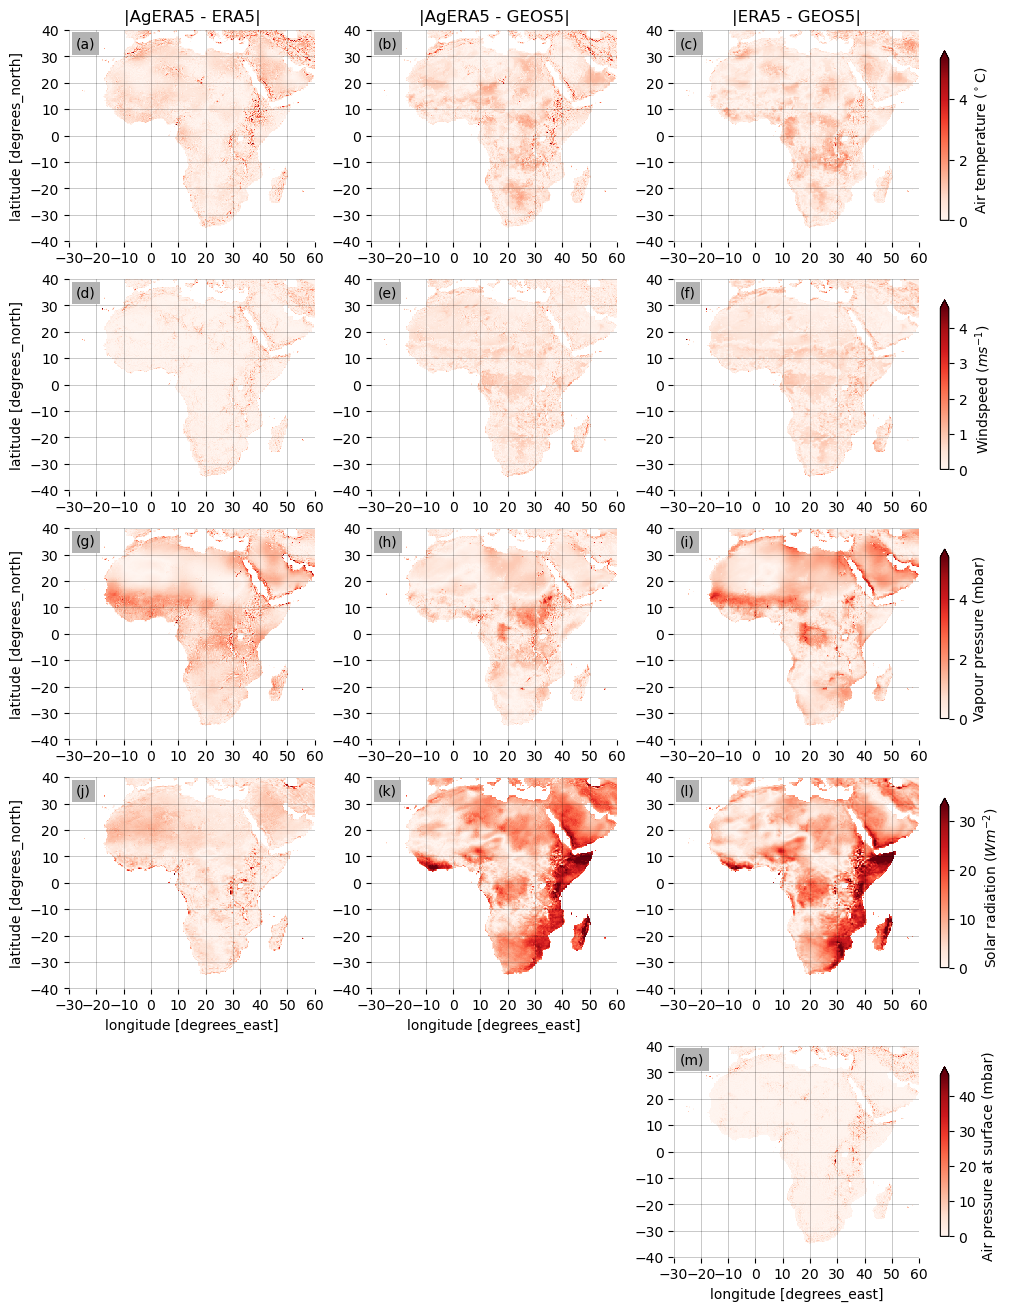 |AgERA5 - ERA5| |AgERA5 - GEOS5| |ERA5 - GEOS5|
(a) (b) (c)
40 30 20 10 0 −10 −20 −30 −40
latitude [degrees_north]
−30 −20 −10 0 10 20 30 40 50 60
40 30 20 10 0 −10 −20 −30 −40
−30 −20 −10 0 10 20 30 40 50 60
40 30 20 10 0 −10 −20 −30 −40
−30 −20 −10 0 10 20 30 40 50 60
4 2 0
Air temperature (°C)
(d) (e) (f)
40 30 20 10 0 −10 −20 −30 −40
latitude [degrees_north]
−30 −20 −10 0 10 20 30 40 50 60
40 30 20 10 0 −10 −20 −30 −40
−30 −20 −10 0 10 20 30 40 50 60
40 30 20 10 0 −10 −20 −30 −40
−30 −20 −10 0 10 20 30 40 50 60
4 3 2 1 0
Windspeed (ms⁻¹)
(g) (h) (i)
40 30 20 10 0 −10 −20 −30 −40
latitude [degrees_north]
−30 −20 −10 0 10 20 30 40 50 60
40 30 20 10 0 −10 −20 −30 −40
−30 −20 −10 0 10 20 30 40 50 60
40 30 20 10 0 −10 −20 −30 −40
−30 −20 −10 0 10 20 30 40 50 60
4 2 0
Vapour pressure (mbar)
(j) (k) (l)
40 30 20 10 0 −10 −20 −30 −40
latitude [degrees_north]
−30 −20 −10 0 10 20 30 40 50 60
longitude [degrees_east]
40 30 20 10 0 −10 −20 −30 −40
−30 −20 −10 0 10 20 30 40 50 60
longitude [degrees_east]
40 30 20 10 0 −10 −20 −30 −40
−30 −20 −10 0 10 20 30 40 50 60
30 20 10 0
Solar radiation (Wm⁻²)
(m)
40 30 20 10 0 −10 −20 −30 −40
−30 −20 −10 0 10 20 30 40 50 60
longitude [degrees_east]
40 30 20 10 0
Air pressure at surface (mbar)